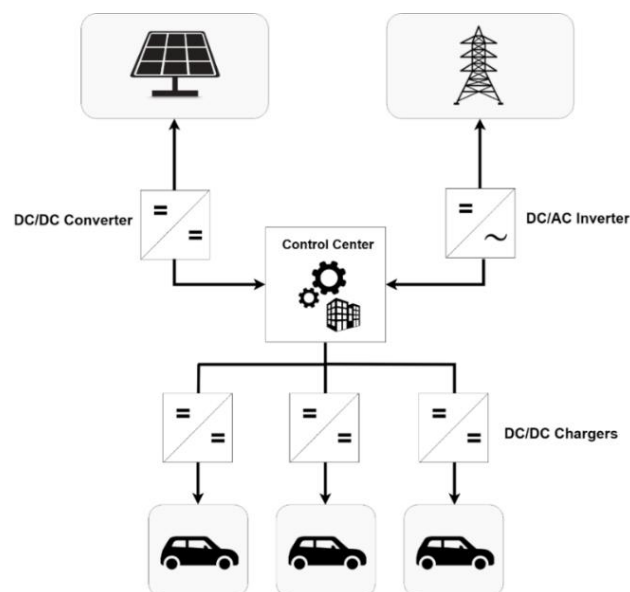 DC/DC Converter
DC/AC Inverter
Control Center
DC/DC Chargers